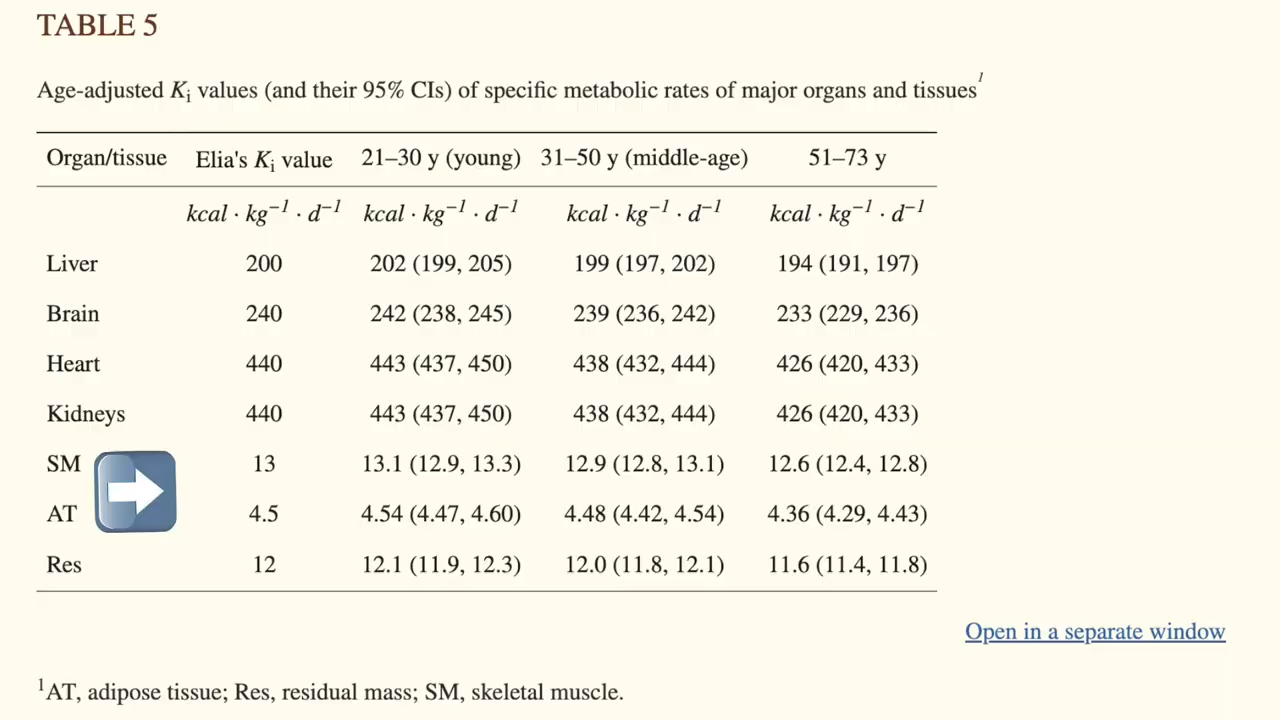 TABLE 5
Age-adjusted Kᵢ values (and their 95% CIs) of specific metabolic rates of major organs and tissues¹
Organ/tissue Elia's Kᵢ value 21–30 y (young) 31–50 y (middle-age) 51–73 y
kcal · kg⁻¹ · d⁻¹ kcal · kg⁻¹ · d⁻¹ kcal · kg⁻¹ · d⁻¹ kcal · kg⁻¹ · d⁻¹
Liver 200 202 (199, 205) 199 (197, 202) 194 (191, 197)
Brain 240 242 (238, 245) 239 (236, 242) 233 (229, 236)
Heart 440 443 (437, 450) 438 (432, 444) 426 (420, 433)
Kidneys 440 443 (437, 450) 438 (432, 444) 426 (420, 433)
SM 13 13.1 (12.9, 13.3) 12.9 (12.8, 13.1) 12.6 (12.4, 12.8)
AT 4.5 4.54 (4.47, 4.60) 4.48 (4.42, 4.54) 4.36 (4.29, 4.43)
Res 12 12.1 (11.9, 12.3) 12.0 (11.8, 12.1) 11.6 (11.4, 11.8)
Open in a separate window
¹AT, adipose tissue; Res, residual mass; SM, skeletal muscle.